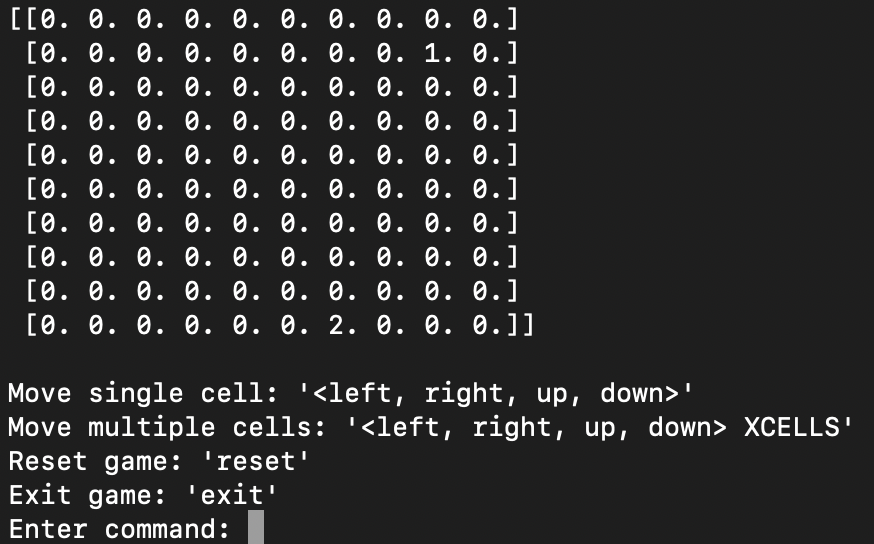 [[0. 0. 0. 0. 0. 0. 0. 0. 0. 0.]
 [0. 0. 0. 0. 0. 0. 0. 0. 1. 0.]
 [0. 0. 0. 0. 0. 0. 0. 0. 0. 0.]
 [0. 0. 0. 0. 0. 0. 0. 0. 0. 0.]
 [0. 0. 0. 0. 0. 0. 0. 0. 0. 0.]
 [0. 0. 0. 0. 0. 0. 0. 0. 0. 0.]
 [0. 0. 0. 0. 0. 0. 0. 0. 0. 0.]
 [0. 0. 0. 0. 0. 0. 0. 0. 0. 0.]
 [0. 0. 0. 0. 0. 0. 0. 0. 0. 0.]
 [0. 0. 0. 0. 0. 0. 2. 0. 0. 0.]]
Move single cell: '<left, right, up, down>'
Move multiple cells: '<left, right, up, down> XCELLS'
Reset game: 'reset'
Exit game: 'exit'
Enter command: